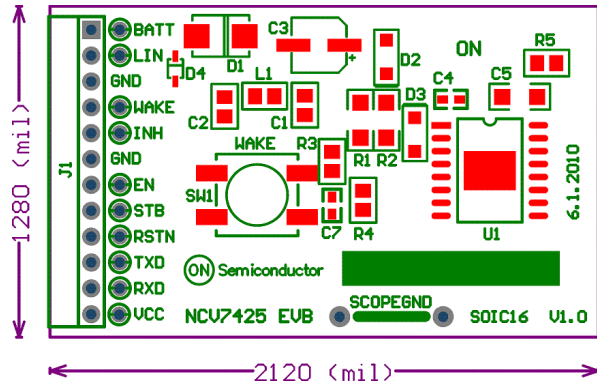 BATT
LIN
GND
WAKE
INH
GND
EN
STB
RSTN
TXD
RXD
VCC
J1
1280 (mil)
2120 (mil)
D1
D4
C3
+
D2
ON
R5
L1
C2
C1
C4
C5
D3
WAKE
R3
R1
R2
SW1
C7
R4
U1
6.1.2010
ON Semiconductor
SCOPEGND
NCV7425 EVB
SOIC16 V1.0